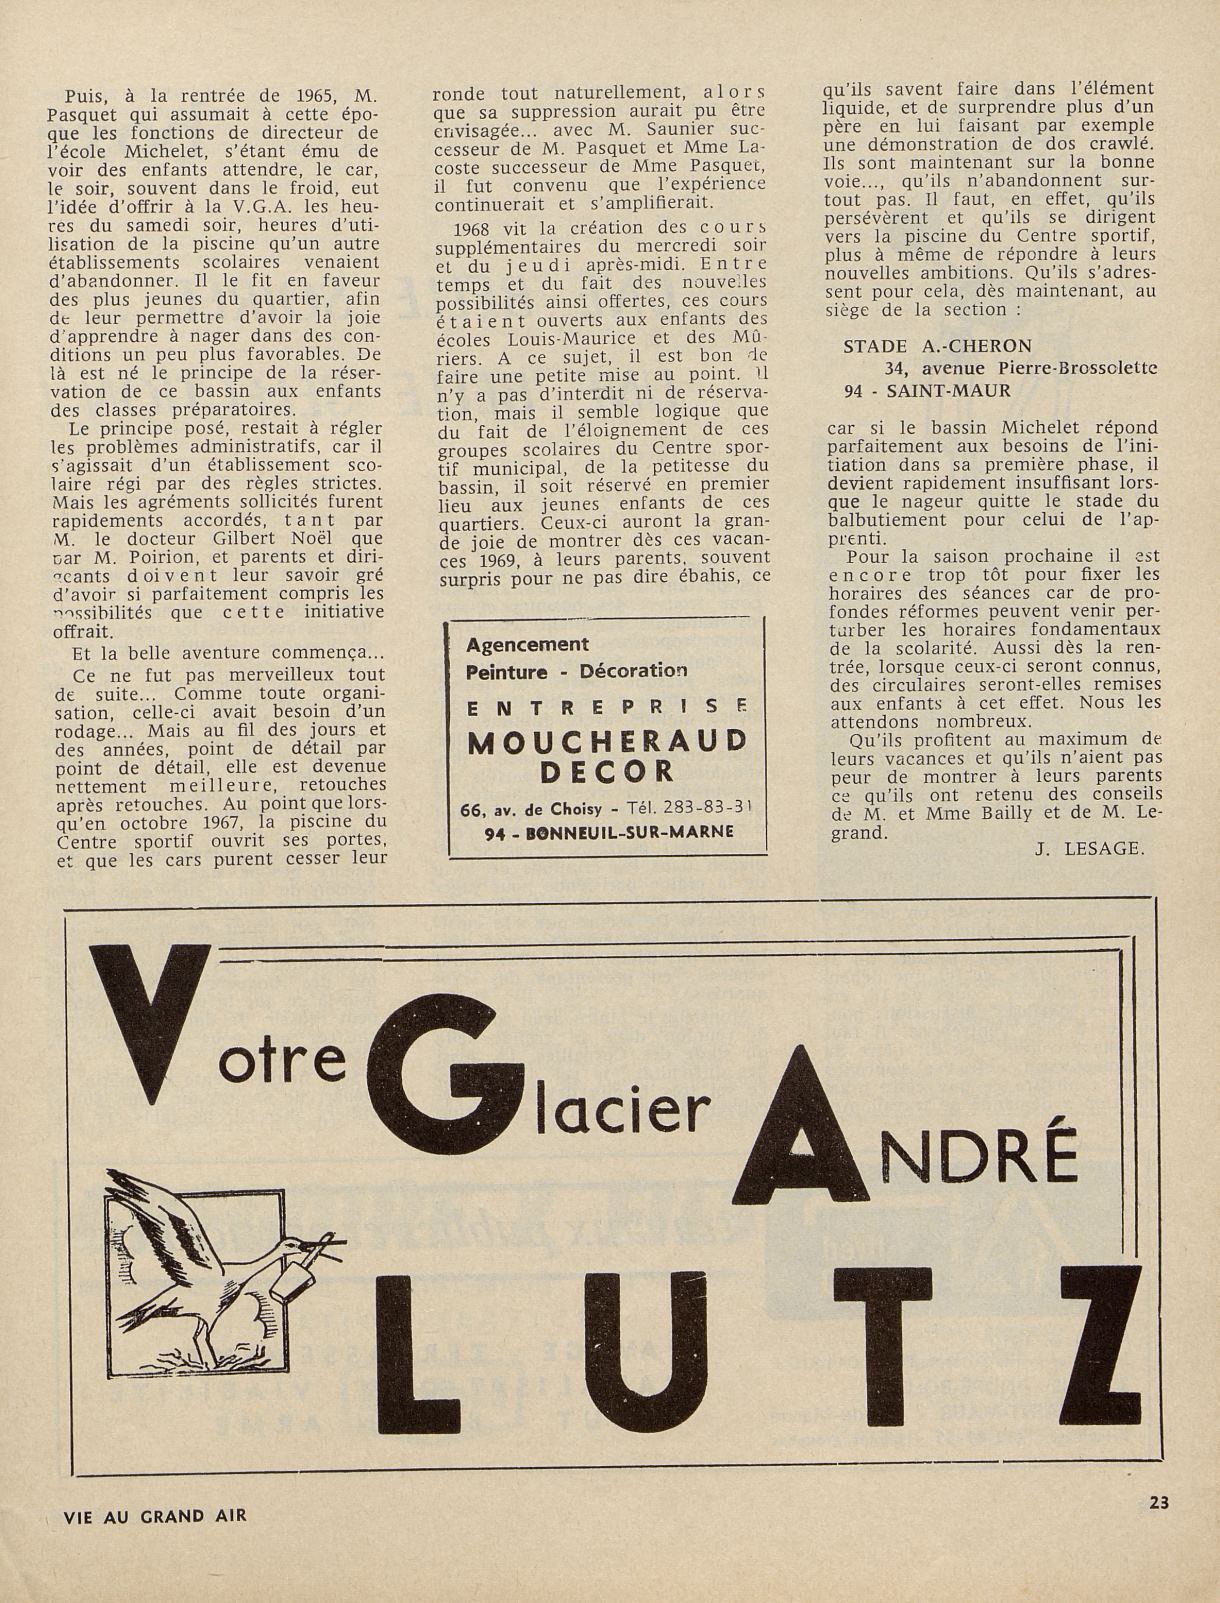 Puis, à la rentrée de 1965, M.
Pasquet qui assumait à cette épo-
que les fonctions de directeur de
l'école Michelet, s'étant ému de
voir des enfants attendre, le car,
le soir, souvent dans le froid, eut
l'idée d'offrir à la V.G.A. les heu-
res du samedi soir, heures d'uti-
lisation de la piscine qu'un autre
établissements scolaires venaient
d'abandonner. Il le fit en faveur
des plus jeunes du quartier, afin
de leur permettre d'avoir la joie
d'apprendre à nager dans des con-
ditions un peu plus favorables. De
là est né le principe de la réser-
vation de ce bassin aux enfants
des classes préparatoires.
Le principe posé, restait à régler
les problèmes administratifs, car il
s'agissait d'un établissement sco-
laire régi par des règles strictes.
Mais les agréments sollicités furent
rapidements accordés, tant par
M. le docteur Gilbert Noël que
par M. Poirion, et parents et diri-
geants doivent leur savoir gré
d'avoir si parfaitement compris les
possibilités que cette initiative
offrait.
Et la belle aventure commença...
Ce ne fut pas merveilleux tout
de suite... Comme toute organi-
sation, celle-ci avait besoin d'un
rodage... Mais au fil des jours et
des années, point de détail par
point de détail, elle est devenue
nettement meilleure, retouches
après retouches. Au point que lors-
qu'en octobre 1967, la piscine du
Centre sportif ouvrit ses portes,
et que les cars purent cesser leur
ronde tout naturellement, alors
que sa suppression aurait pu être
envisagée... avec M. Saunier suc-
cesseur de M. Pasquet et Mme La-
coste successeur de Mme Pasquet,
il fut convenu que l'expérience
continuerait et s'amplifierait.
1968 vit la création des cours
supplémentaires du mercredi soir
et du jeudi après-midi. Entre
temps et du fait des nouvelles
possibilités ainsi offertes, ces cours
étaient ouverts aux enfants des
écoles Louis-Maurice et des Mû-
riers. A ce sujet, il est bon de
faire une petite mise au point. Il
n'y a pas d'interdit ni de réserva-
tion, mais il semble logique que
du fait de l'éloignement de ces
groupes scolaires du Centre spor-
tif municipal, de la petitesse du
bassin, il soit réservé en premier
lieu aux jeunes enfants de ces
quartiers. Ceux-ci auront la gran-
de joie de montrer dès ces vacan-
ces 1969, à leurs parents, souvent
surpris pour ne pas dire ébahis, ce
Agencement
Peinture - Décoration
ENTREPRISE
MOUCHERAUD
DECOR
66, av. de Choisy - Tél. 283-83-31
94 - BONNEUIL-SUR-MARNE
qu'ils savent faire dans l'élément
liquide, et de surprendre plus d'un
père en lui faisant par exemple
une démonstration de dos crawlé.
Ils sont maintenant sur la bonne
voie..., qu'ils n'abandonnent sur-
tout pas. Il faut, en effet, qu'ils
persévèrent et qu'ils se dirigent
vers la piscine du Centre sportif,
plus à même de répondre à leurs
nouvelles ambitions. Qu'ils s'adres-
sent pour cela, dès maintenant, au
siège de la section :
STADE A.-CHERON
34, avenue Pierre-Brossolette
94 - SAINT-MAUR
car si le bassin Michelet répond
parfaitement aux besoins de l'ini-
tiation dans sa première phase, il
devient rapidement insuffisant lors-
que le nageur quitte le stade du
balbutiement pour celui de l'ap-
prenti.
Pour la saison prochaine il est
encore trop tôt pour fixer les
horaires des séances car de pro-
fondes réformes peuvent venir per-
turber les horaires fondamentaux
de la scolarité. Aussi dès la ren-
trée, lorsque ceux-ci seront connus,
des circulaires seront-elles remises
aux enfants à cet effet. Nous les
attendons nombreux.
Qu'ils profitent au maximum de
leurs vacances et qu'ils n'aient pas
peur de montrer à leurs parents
ce qu'ils ont retenu des conseils
de M. et Mme Bailly et de M. Le-
grand.
J. LESAGE.
Votre Glacier ANDRÉ
LUTZ
VIE AU GRAND AIR
23